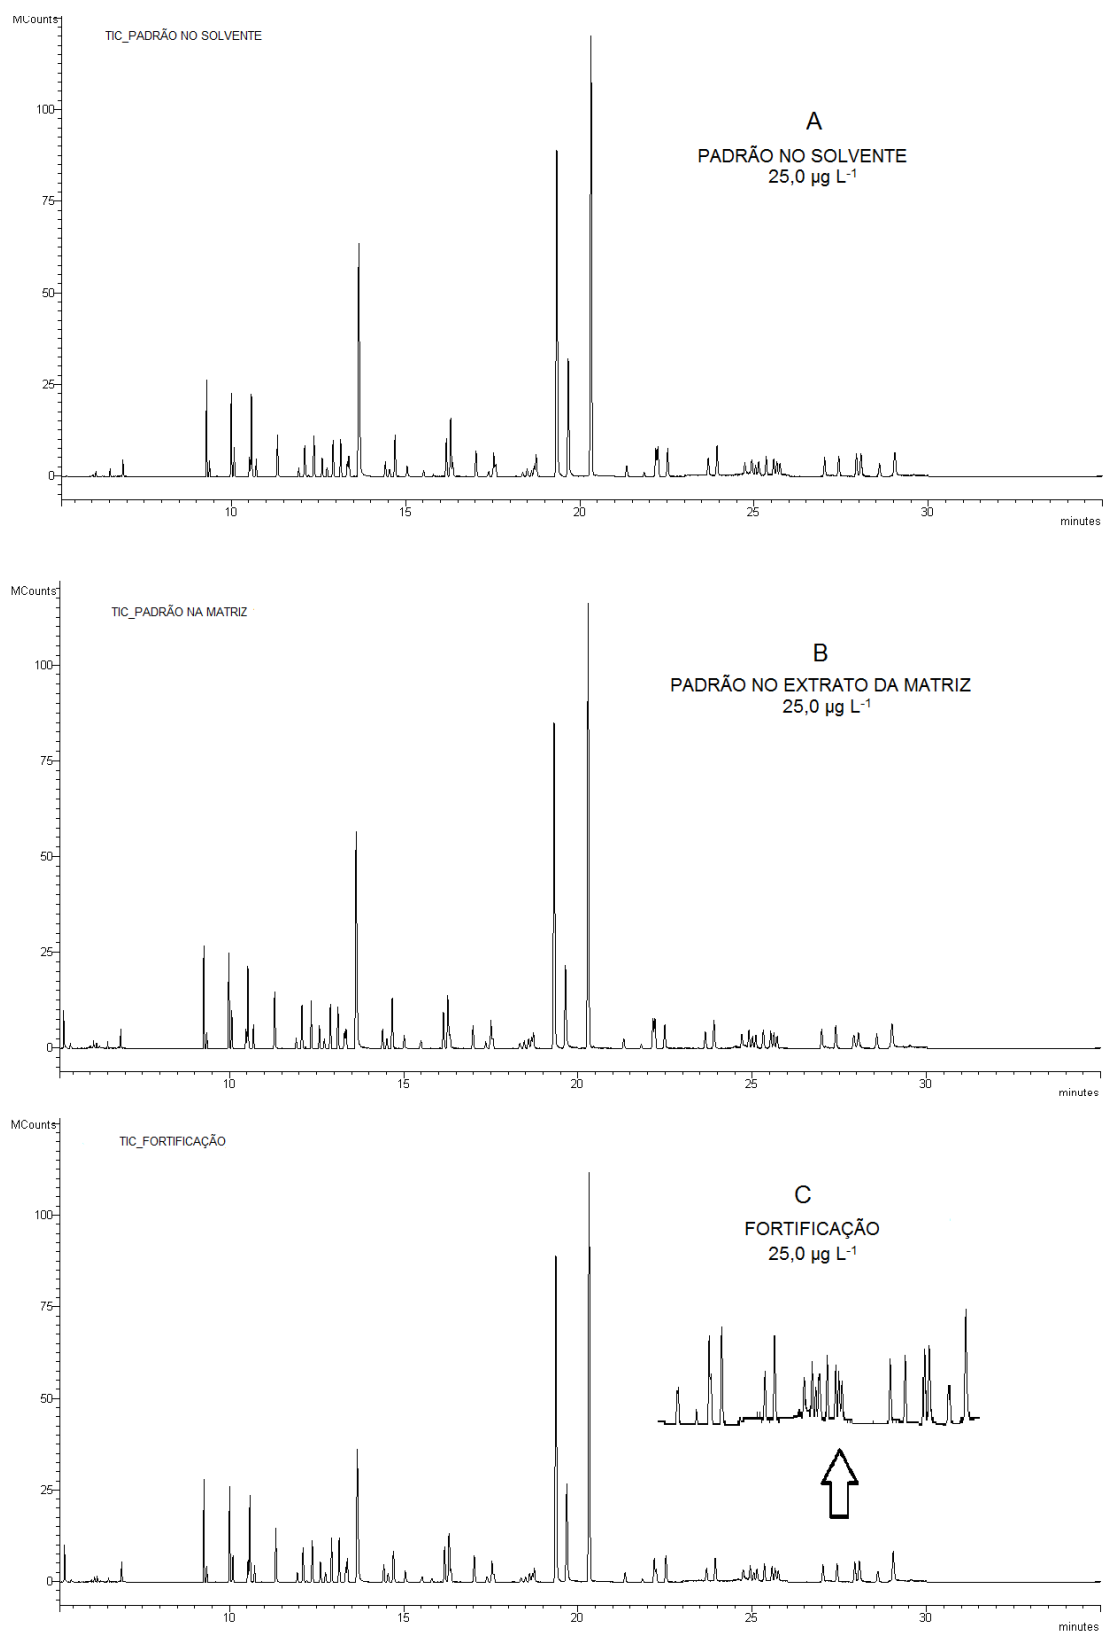 MCounts
TIC_PADRÃO NO SOLVENTE
A
PADRÃO NO SOLVENTE
25,0 µg L-1
100
75
50
25
0
10 15 20 25 30
minutes
MCounts
TIC_PADRÃO NA MATRIZ
B
PADRÃO NO EXTRATO DA MATRIZ
25,0 µg L-1
100
75
50
25
0
10 15 20 25 30
minutes
MCounts
TIC_FORTIFICAÇÃO
C
FORTIFICAÇÃO
25,0 µg L-1
100
75
50
25
0
10 15 20 25 30
minutes